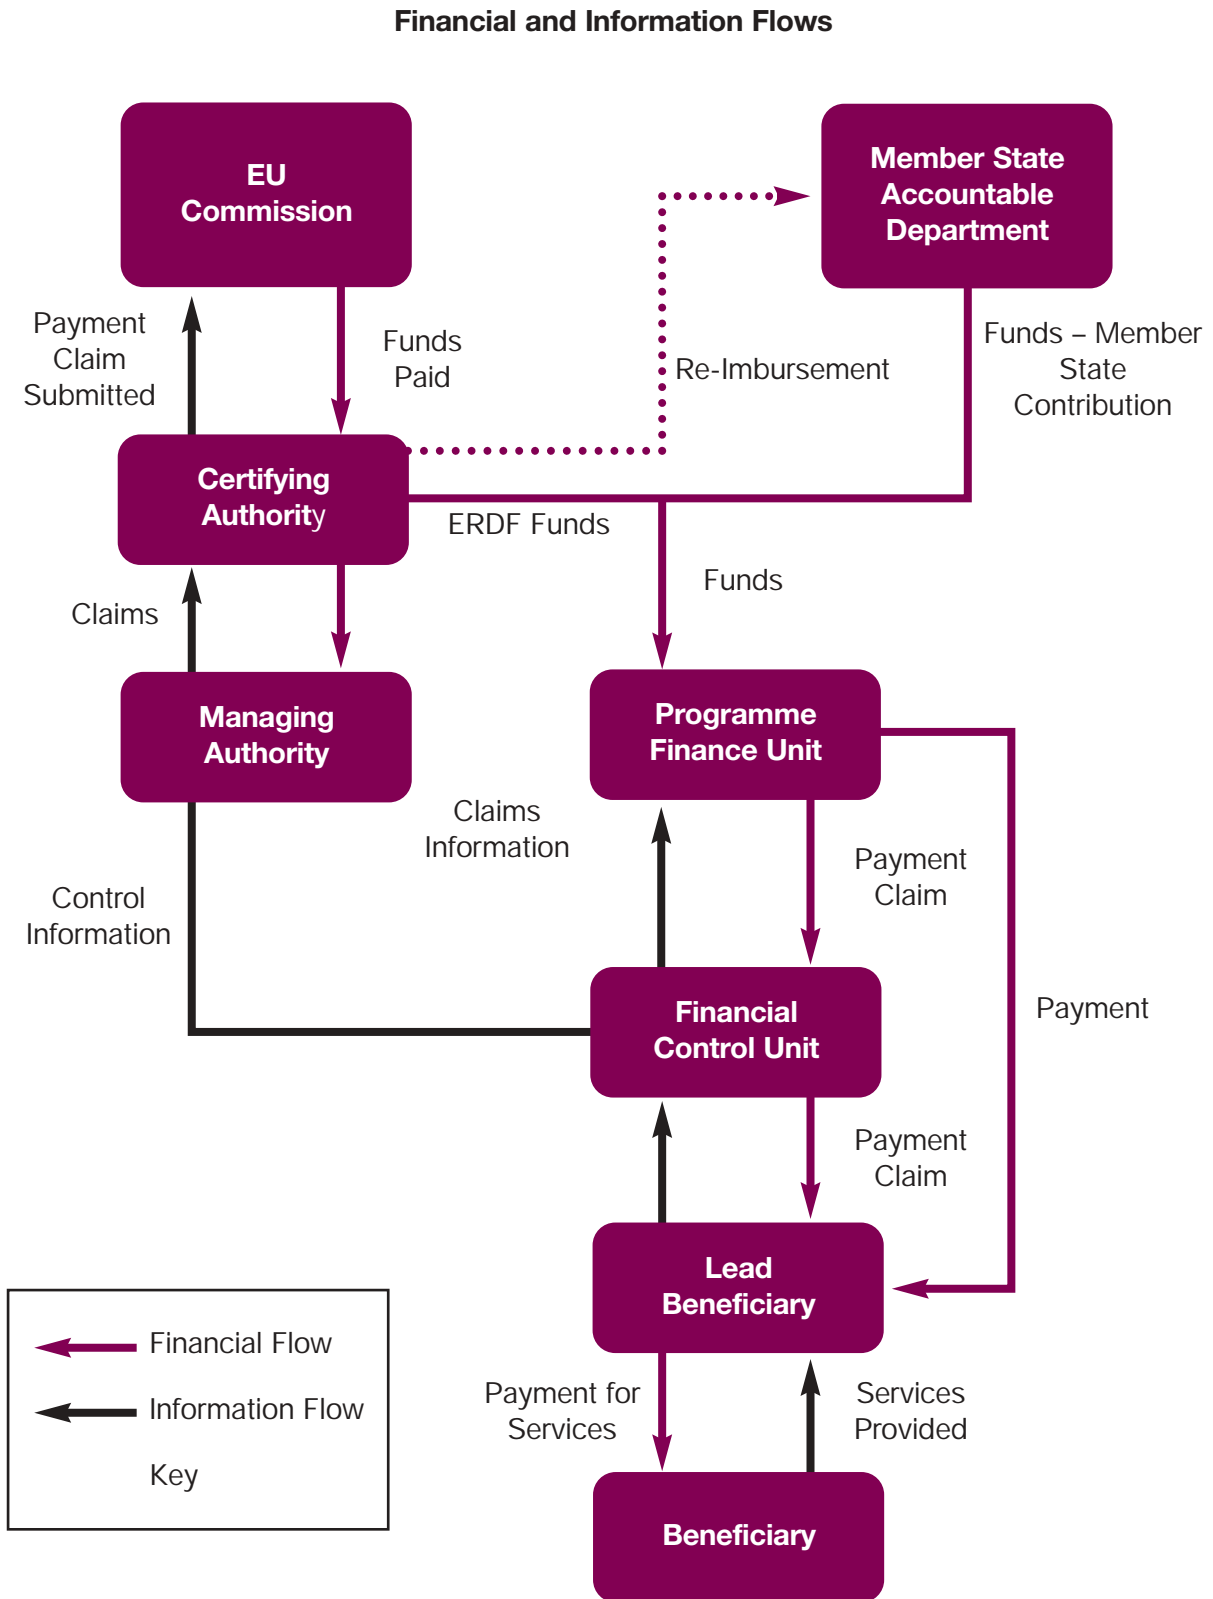 Financial and Information Flows
EU
Commission
Member State
Accountable
Department
Payment
Claim
Submitted
Funds
Paid
Re-Imbursement
Funds – Member
State
Contribution
Certifying
Authority
ERDF Funds
Funds
Claims
Managing
Authority
Programme
Finance Unit
Claims
Information
Payment
Claim
Control
Information
Financial
Control Unit
Payment
Payment
Claim
Lead
Beneficiary
Financial Flow
Information Flow
Key
Payment for
Services
Services
Provided
Beneficiary